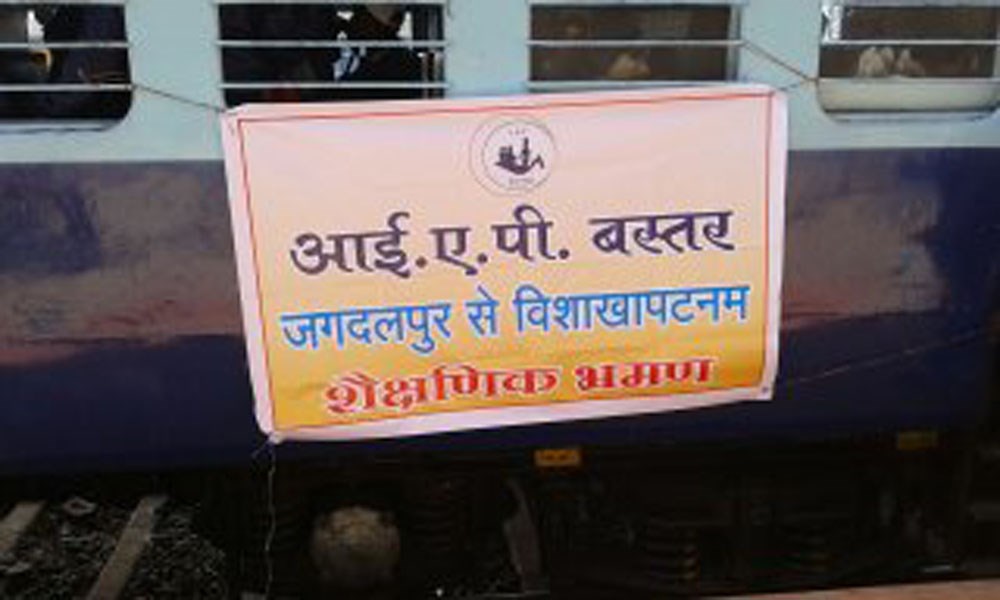 आई.ए.पी. बस्तर
जगदलपुर से विशाखापटनम
शैक्षणिक भ्रमण